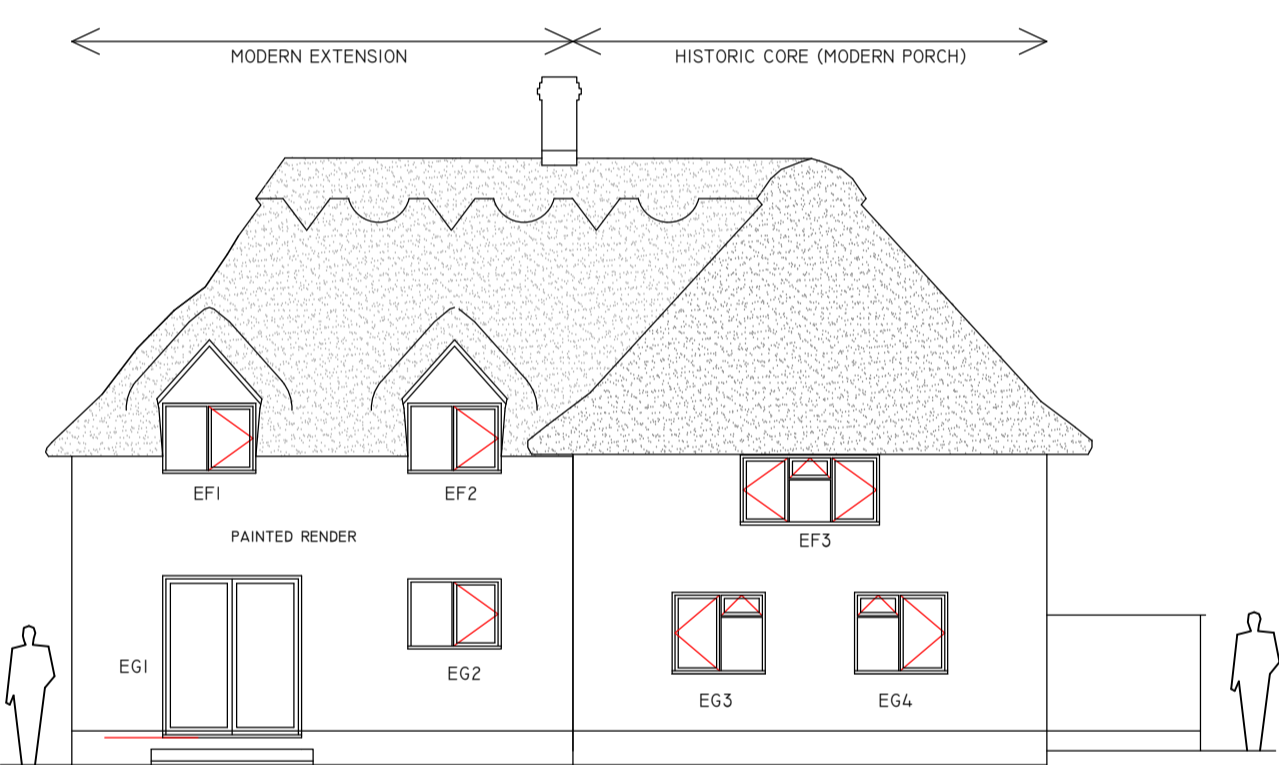 MODERN EXTENSION
HISTORIC CORE (MODERN PORCH)
EF1
EF2
PAINTED RENDER
EF3
EG1
EG2
EG3
EG4